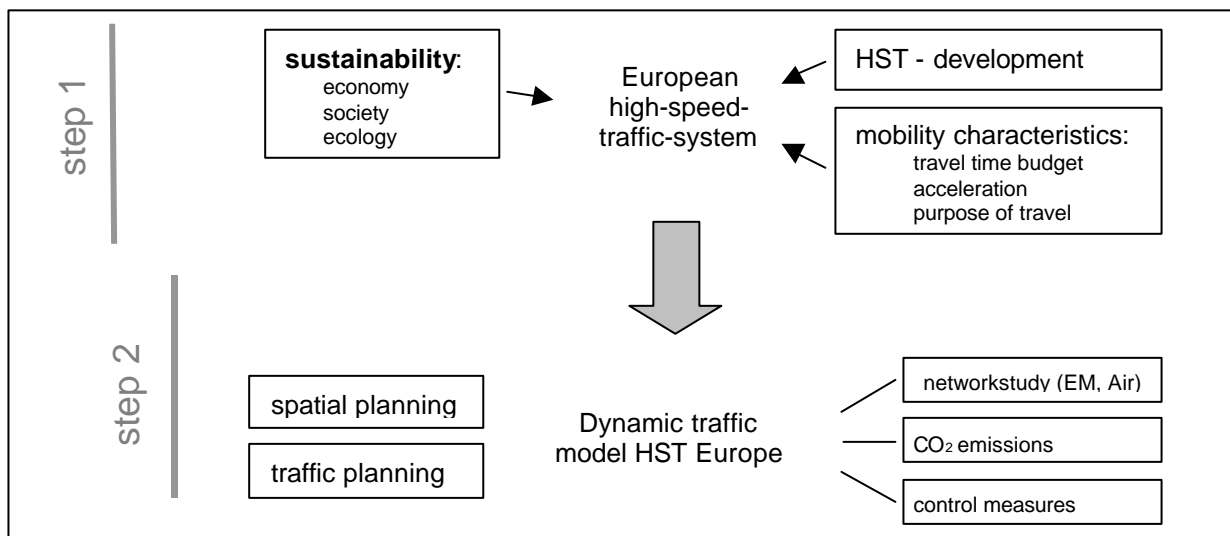 step 1
sustainability:
economy
society
ecology
European
high-speed-
traffic-system
HST - development
mobility characteristics:
travel time budget
acceleration
purpose of travel
step 2
spatial planning
traffic planning
Dynamic traffic
model HST Europe
networkstudy (EM, Air)
CO₂ emissions
control measures